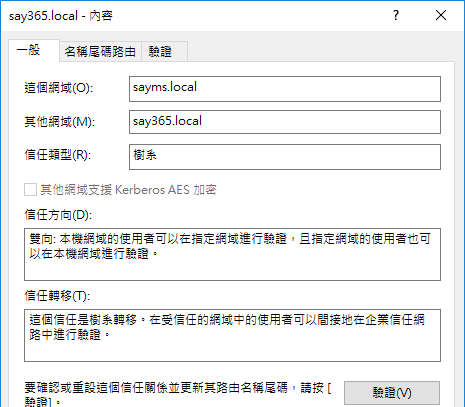 say365.local - 內容
一般
名稱尾碼路由
驗證
這個網域(O):
sayms.local
其他網域(M):
say365.local
信任類型(R):
樹系
其他網域支援 Kerberos AES 加密
信任方向(D):
雙向: 本機網域的使用者可以在指定網域進行驗證，且指定網域的使用者也可
以在本機網域進行驗證。
信任轉移(T):
這個信任是樹系轉移。在受信任的網域中的使用者可以間接地在企業信任網
路中進行驗證。
要確認或重設這個信任關係並更新其路由名稱尾碼，請按 [
驗證]。
驗證(V)